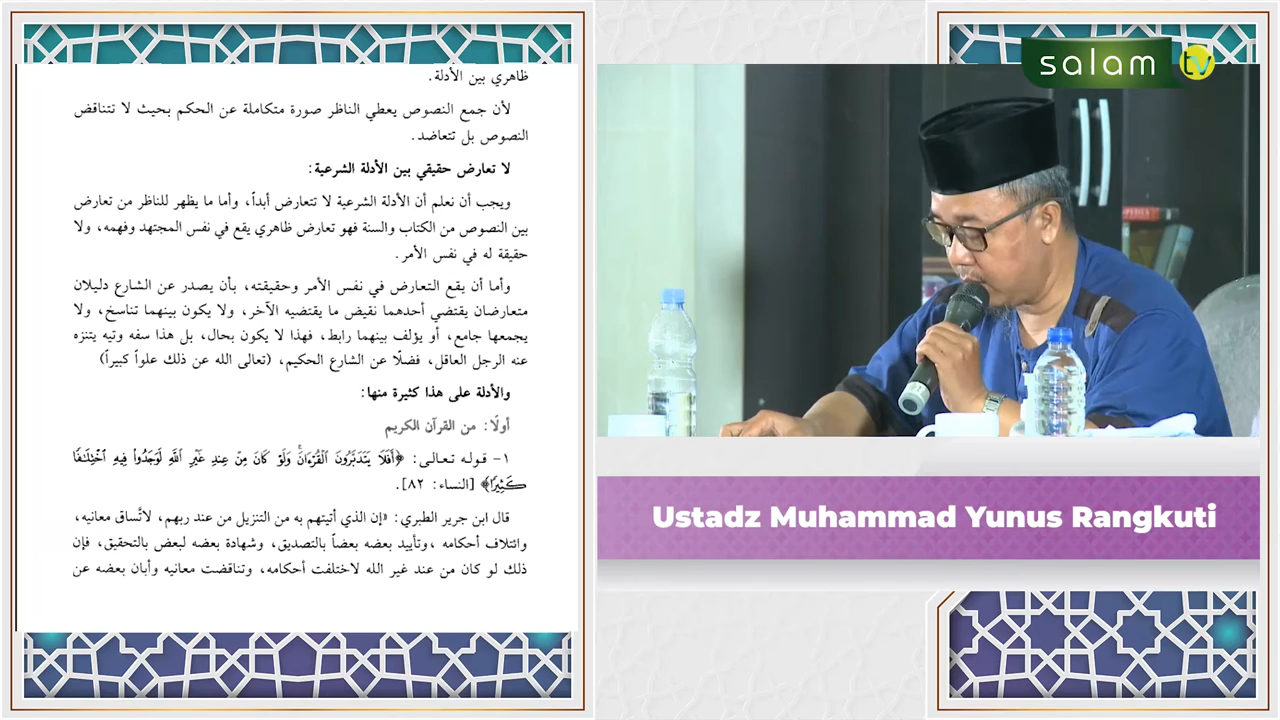 ظاهري بين الأدلة.
لأن جمع النصوص يعطي الناظر صورة متكاملة عن الحكم بحيث لا تتناقض
النصوص بل تتعاضد.
لا تعارض حقيقي بين الأدلة الشرعية:
ويجب أن نعلم أن الأدلة الشرعية لا تتعارض أبداً، وأما ما يظهر للناظر من تعارض
بين النصوص من الكتاب والسنة فهو تعارض ظاهري يقع في نفس المجتهد وفهمه، ولا
حقيقة له في نفس الأمر.
وأما أن يقع التعارض في نفس الأمر وحقيقته، بأن يصدر عن الشارع دليلان
متعارضان يقتضي أحدهما نقيض ما يقتضيه الآخر، ولا يكون بينهما تناسخ، ولا
يجمعها جامع، أو يؤلف بينهما رابط، فهذا لا يكون بحال، بل هذا سفه وتيه يتنزه
عنه الرجل العاقل، فضلًا عن الشارع الحكيم، (تعالى الله عن ذلك علواً كبيراً)
والأدلة على هذا كثيرة منها:
أولًا: من القرآن الكريم
١- قوله تعالى: ﴿أَفَلَا يَتَدَبَّرُونَ ٱلْقُرْءَانَۚ وَلَوْ كَانَ مِنْ عِندِ غَيْرِ ٱللَّهِ لَوَجَدُوا۟ فِيهِ ٱخْتِلَـٰفًا
كَثِيرًا﴾ [النساء: ٨٢].
قال ابن جرير الطبري: «إن الذي أتيتهم به من التنزيل من عند ربهم، لاتَّساق معانيه،
وائتلاف أحكامه ،وتأييد بعضه بعضاً بالتصديق، وشهادة بعضه لبعض بالتحقيق، فإن
ذلك لو كان من عند غير الله لاختلفت أحكامه، وتناقضت معانيه وأبان بعضه عن
salam tv
Ustadz Muhammad Yunus Rangkuti